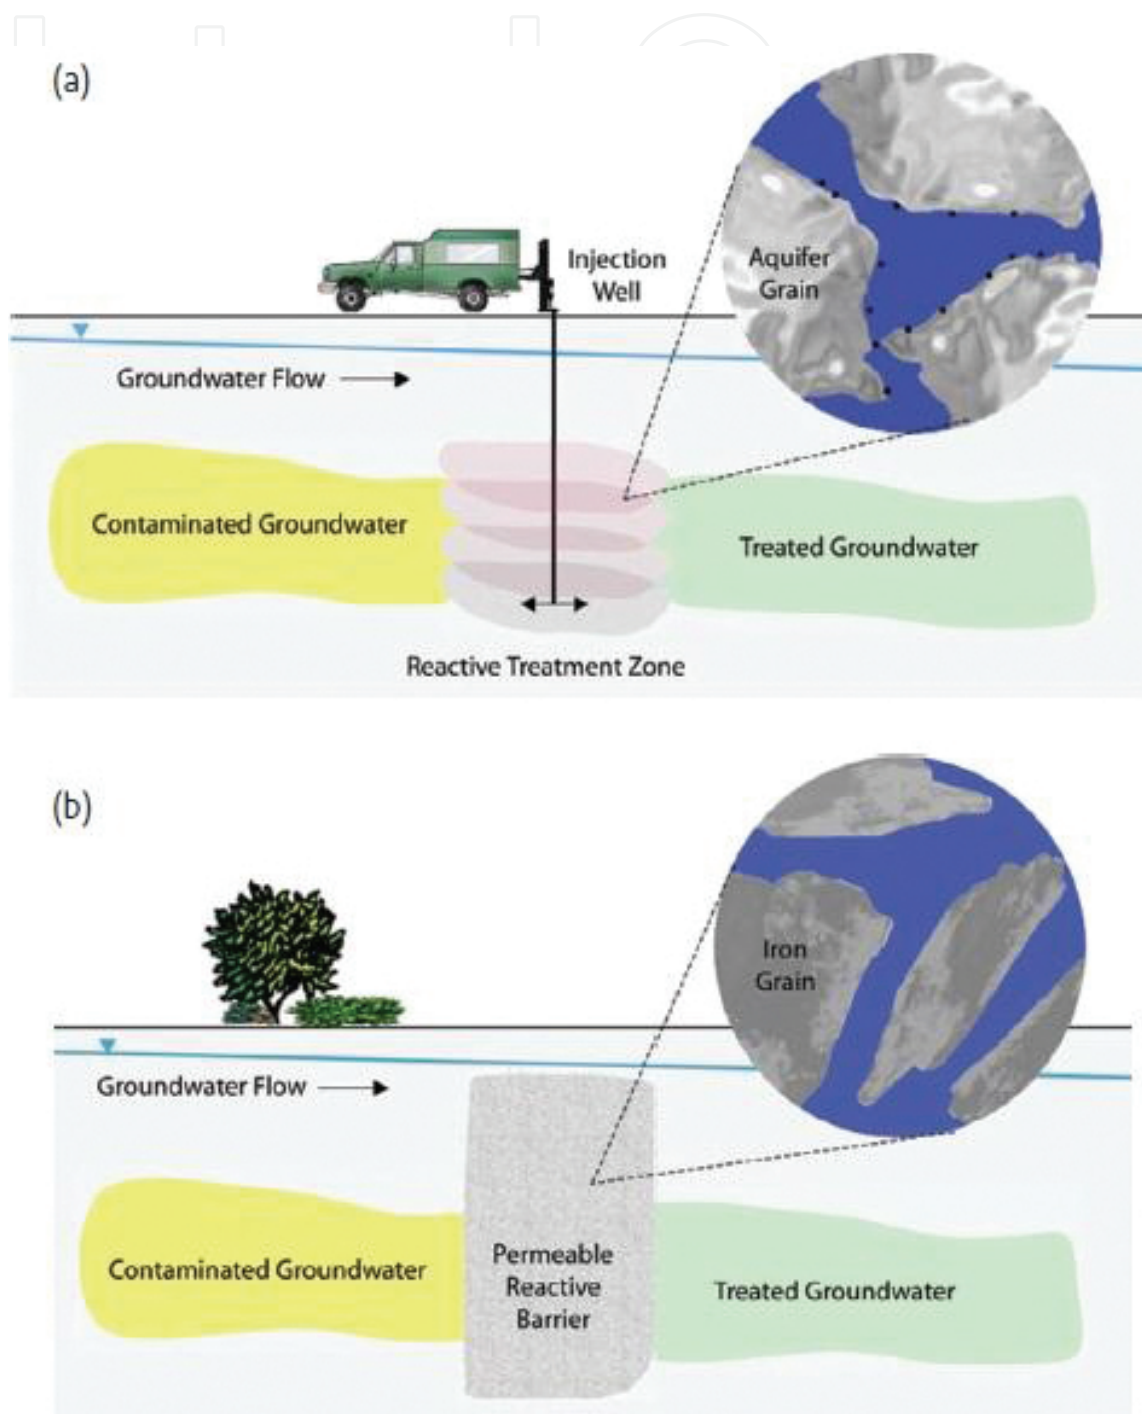 (a)
Injection
Well
Aquifer
Grain
Groundwater Flow
Contaminated Groundwater
Treated Groundwater
Reactive Treatment Zone
(b)
Iron
Grain
Groundwater Flow
Contaminated Groundwater
Permeable
Reactive
Barrier
Treated Groundwater